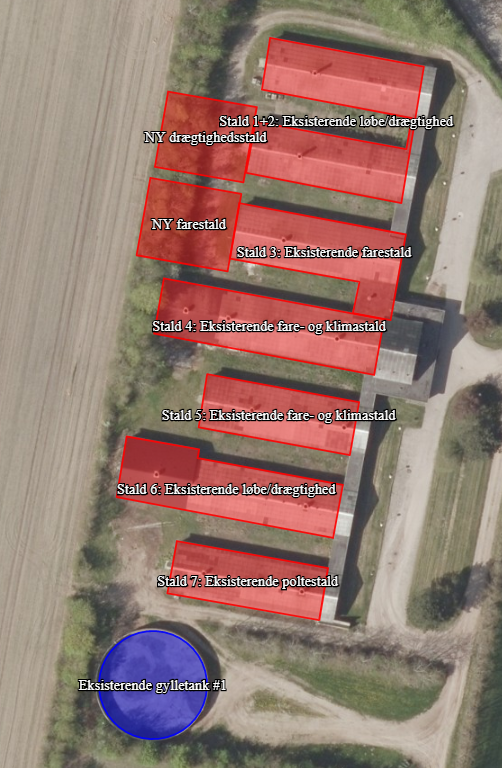 Stald 1+2: Eksisterende løbe/drægtighed
NY drægtighedsstald
NY farestald
Stald 3: Eksisterende farestald
Stald 4: Eksisterende fare- og klimastald
Stald 5: Eksisterende fare- og klimastald
Stald 6: Eksisterende løbe/drægtighed
Stald 7: Eksisterende poltestald
Eksisterende gylletank #1